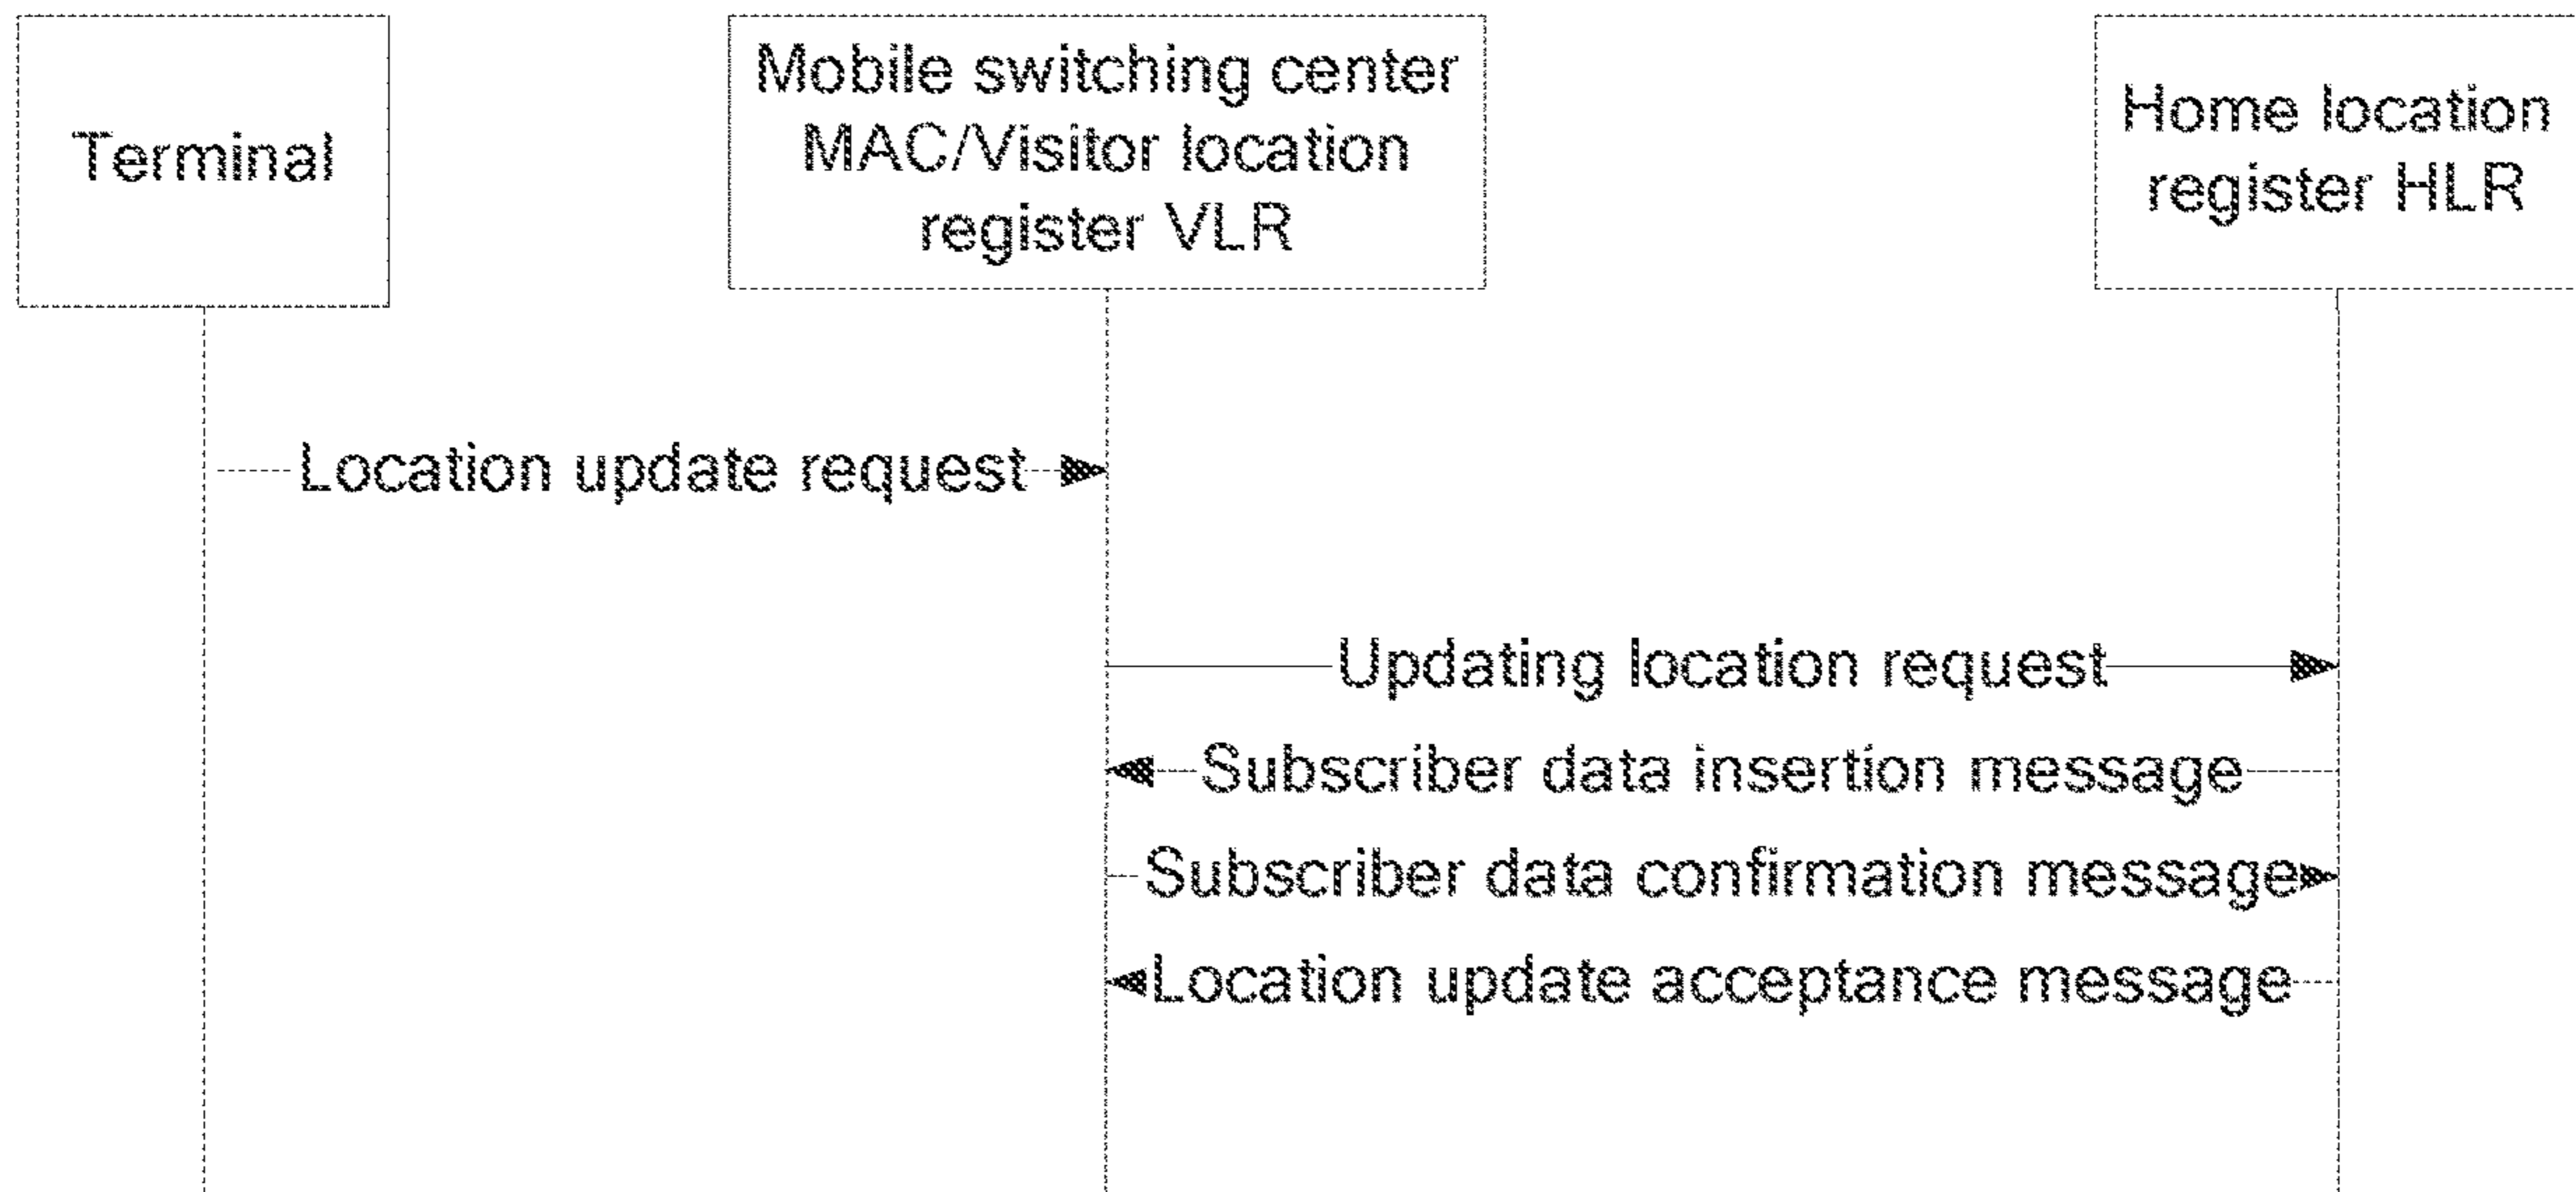 Terminal
Mobile switching center
MAC/Visitor location
register VLR
Home location
register HLR
Location update request
Updating location request
Subscriber data insertion message
Subscriber data confirmation message
Location update acceptance message